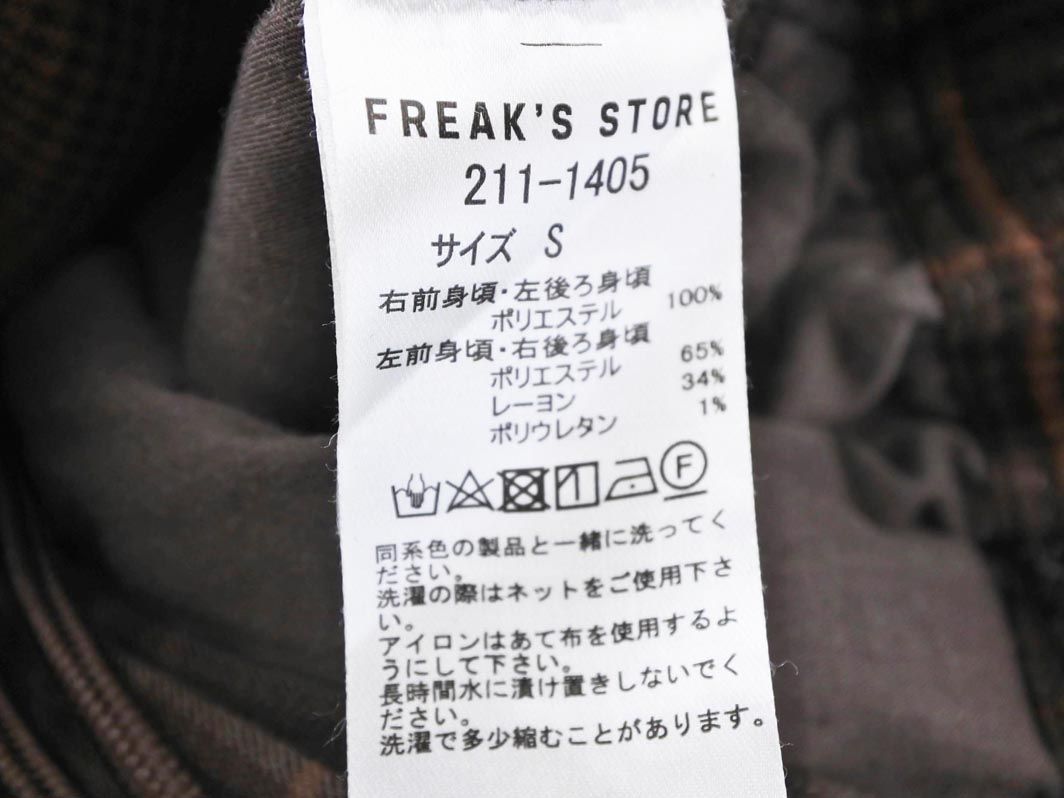 FREAK'S STORE
211-1405
サイズ S
右前身頃・左後ろ身頃
ポリエステル 100%
左前身頃・右後ろ身頃
ポリエステル 65%
レーヨン 34%
ポリウレタン 1%
F
同系色の製品と一緒に洗ってく
ださい。
洗濯の際はネットをご使用下さ
い。
アイロンはあて布を使用するよ
うにして下さい。
長時間水に漬け置きしないでく
ださい。
洗濯で多少縮むことがあります。